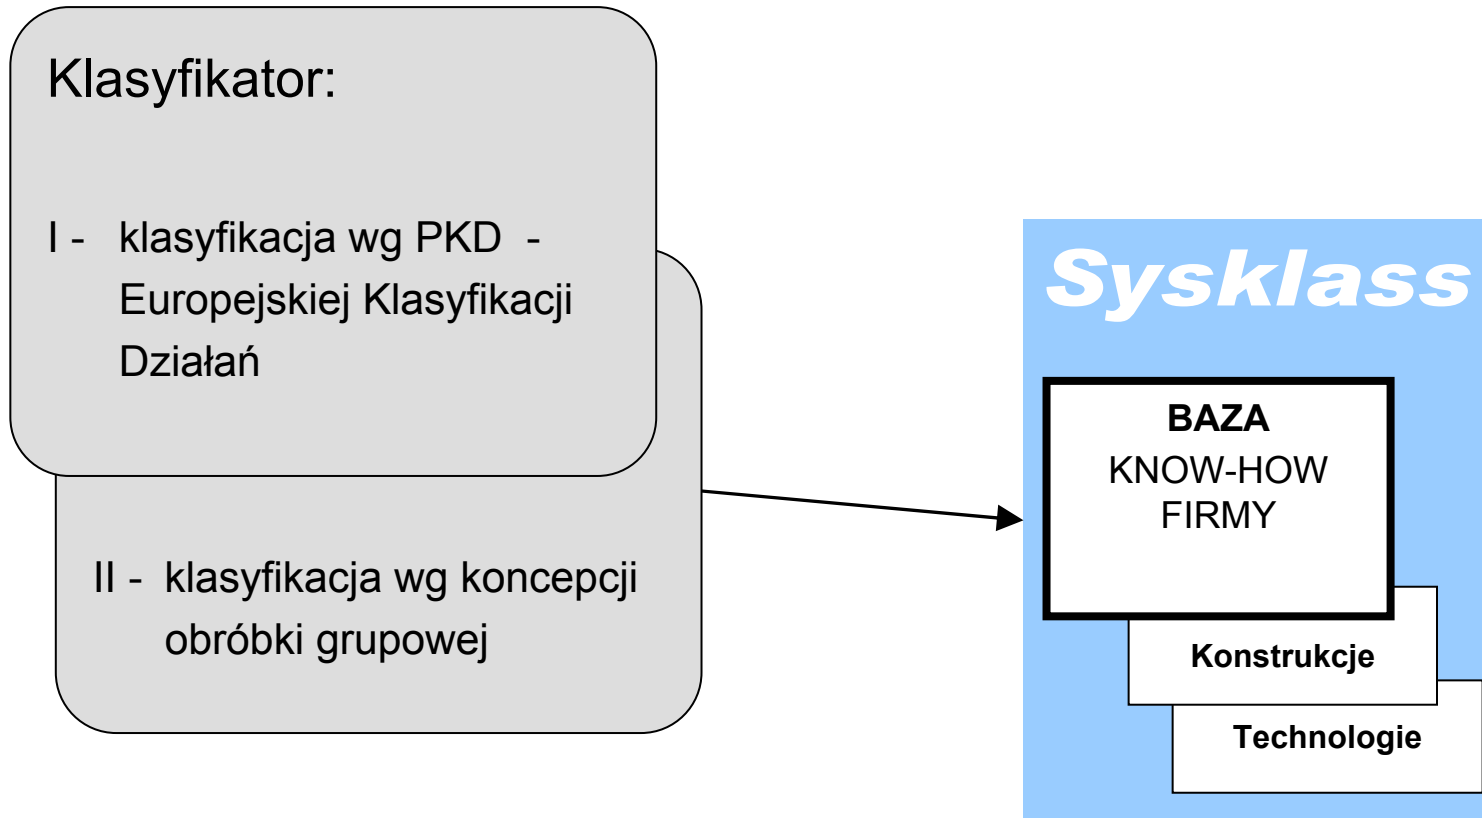 Klasyfikator:
I - klasyfikacja wg PKD -
Europejskiej Klasyfikacji
Działań
II - klasyfikacja wg koncepcji
obróbki grupowej
Sysklass
BAZA
KNOW-HOW
FIRMY
Konstrukcje
Technologie